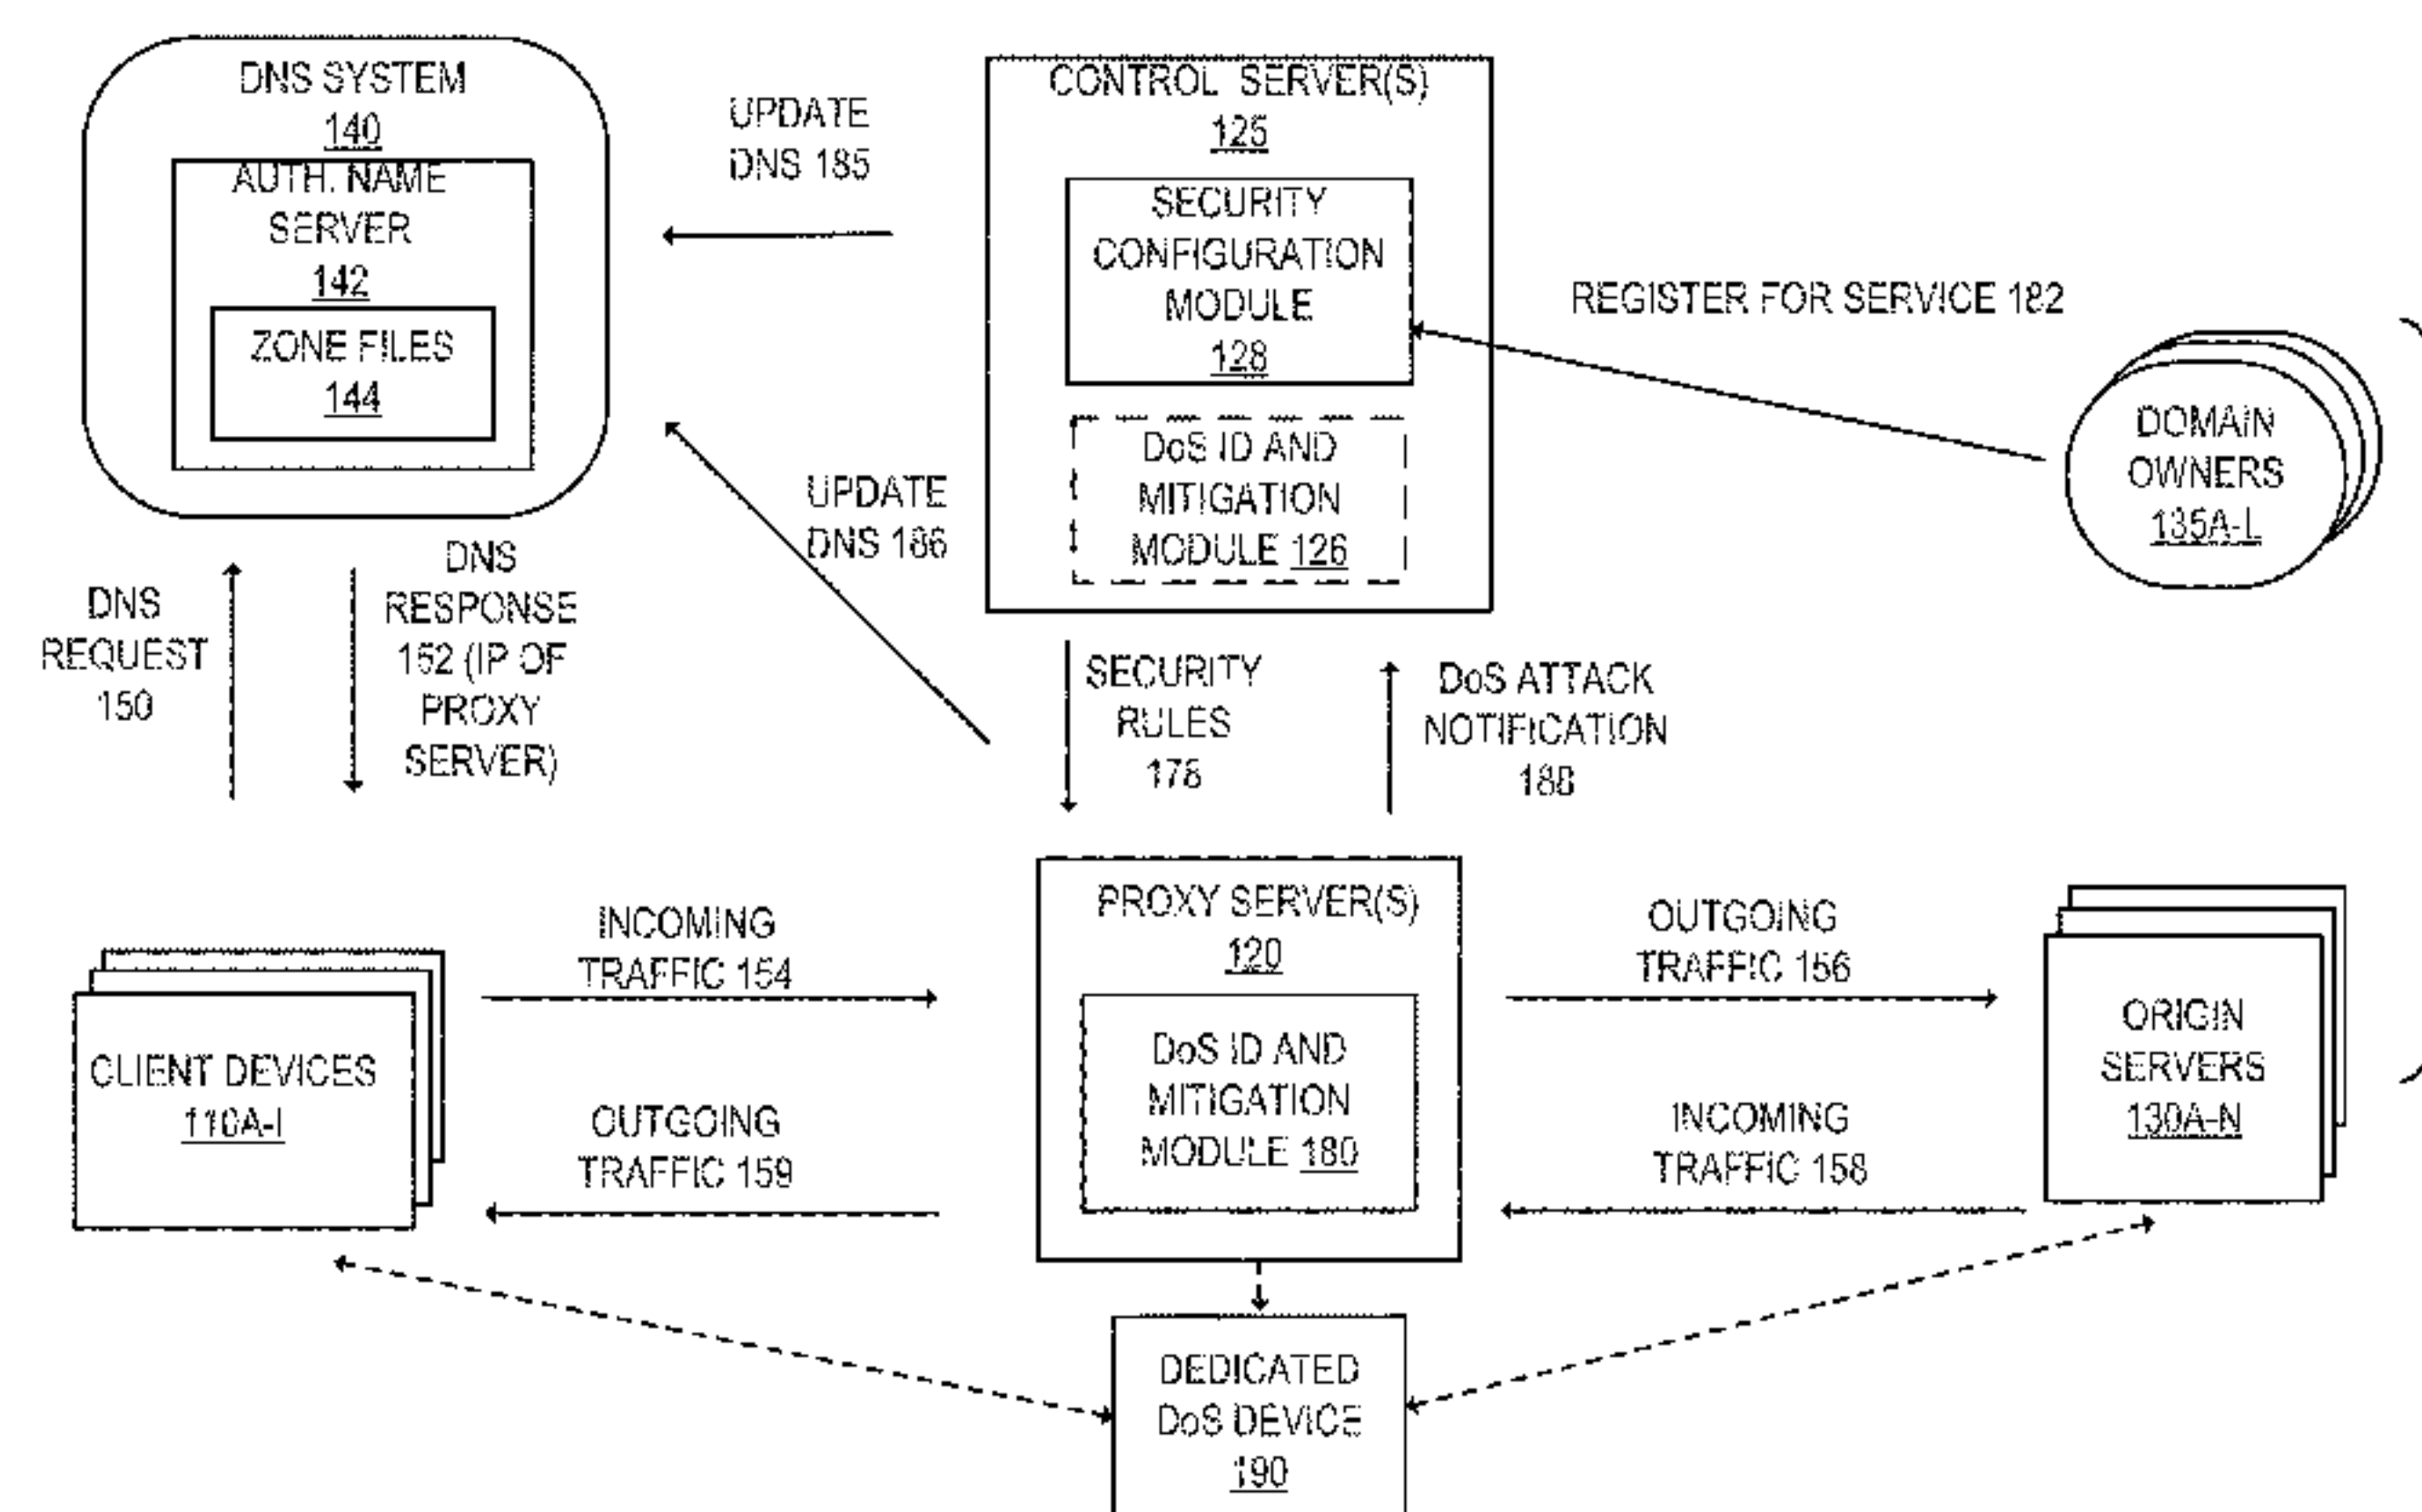 DNS SYSTEM
140
AUTH. NAME
SERVER
142
ZONE FILES
144
UPDATE
DNS 185
CONTROL SERVER(S)
125
SECURITY
CONFIGURATION
MODULE
128
DoS ID AND
MITIGATION
MODULE 126
REGISTER FOR SERVICE 182
DOMAIN
OWNERS
135A-L
UPDATE
DNS 186
DNS
REQUEST
150
DNS
RESPONSE
152 (IP OF
PROXY
SERVER)
SECURITY
RULES
178
DoS ATTACK
NOTIFICATION
188
CLIENT DEVICES
110A-I
INCOMING
TRAFFIC 154
OUTGOING
TRAFFIC 159
PROXY SERVER(S)
120
DoS ID AND
MITIGATION
MODULE 180
OUTGOING
TRAFFIC 156
INCOMING
TRAFFIC 158
ORIGIN
SERVERS
130A-N
DEDICATED
DoS DEVICE
190